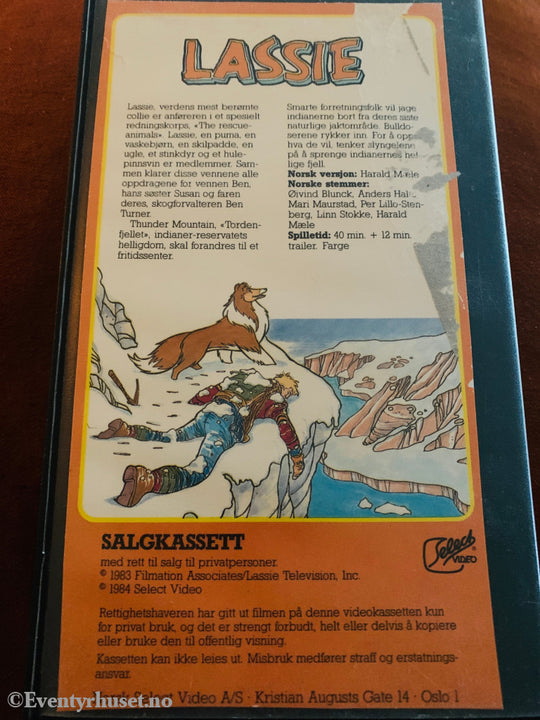 LASSIE
Lassie, verdens mest berømte
collie er anføreren i et spesielt
redningskorps, «The rescue-
animals». Lassie, en puma, en
vaskebjørn, en skilpadde, en
ugle, et stinkdyr og et hule-
pinnsvin er medlemmer. Sam-
men klarer disse vennene alle
oppdragene for vennen Ben,
hans søster Susan og faren
deres, skogforvalteren Ben
Turner.
Thunder Mountain, «Torden-
fjellet», indianer-reservatets
helligdom, skal forandres til et
fritidssenter.
Smarte forretningsfolk vil jage
indianerne bort fra deres siste
naturlige jaktområde. Bulldo-
serene rykker inn. For å opp
hva de vil, tenker slyngelene
på å sprenge indianernes
lige fjell.
Norsk versjon: Harald Mæle
Norske stemmer:
Øivind Blunck, Anders
Mari Maurstad, Per Lillo-Sten-
berg, Linn Stokke, Harald
Mæle
Spilletid: 40 min. + 12 min.
trailer. Farge
SALGKASSETT
med rett til salg til privatpersoner.
© 1983 Filmation Associates/Lassie Television, Inc.
© 1984 Select Video
Select
VIDEO
Rettighetshaveren har gitt ut filmen på denne videokassetten kun
for privat bruk, og det er strengt forbudt, helt eller delvis å kopiere
eller bruke den til offentlig visning.
Kassetten kan ikke leies ut. Misbruk medfører straff og erstatnings-
ansvar.
Select Video A/S · Kristian Augusts Gate 14 · Oslo 1
©Eventyrhuset.no